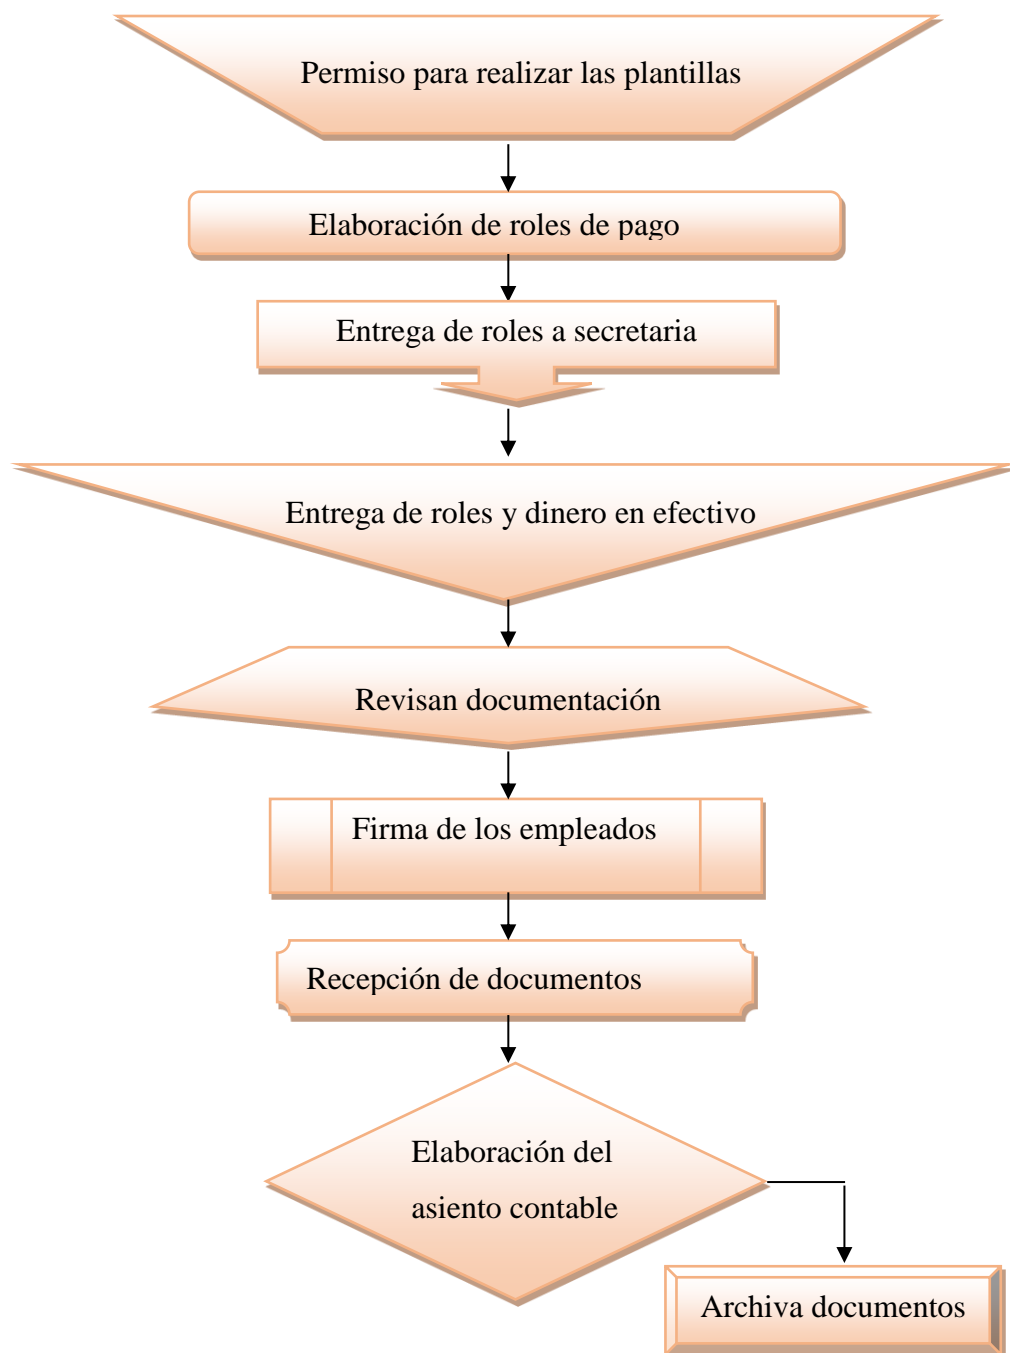 Permiso para realizar las plantillas
Elaboración de roles de pago
Entrega de roles a secretaria
Entrega de roles y dinero en efectivo
Revisan documentación
Firma de los empleados
Recepción de documentos
Elaboración del
asiento contable
Archiva documentos